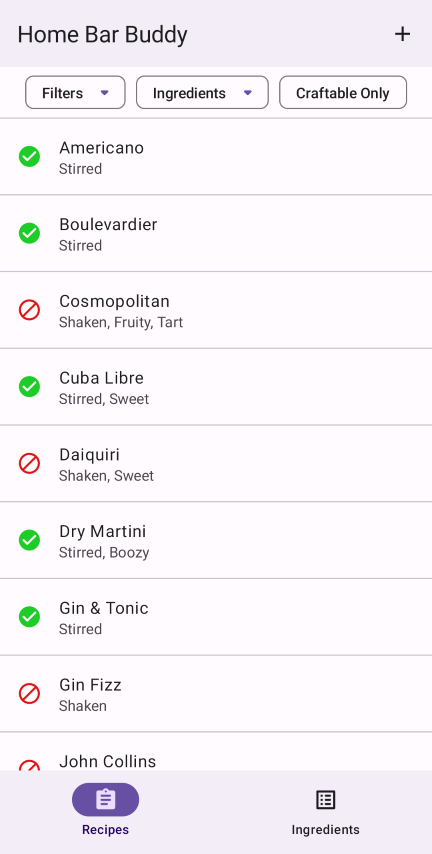 Home Bar Buddy
Filters Ingredients Craftable Only
Americano
Stirred
Boulevardier
Stirred
Cosmopolitan
Shaken, Fruity, Tart
Cuba Libre
Stirred, Sweet
Daiquiri
Shaken, Sweet
Dry Martini
Stirred, Boozy
Gin & Tonic
Stirred
Gin Fizz
Shaken
John Collins
Recipes Ingredients